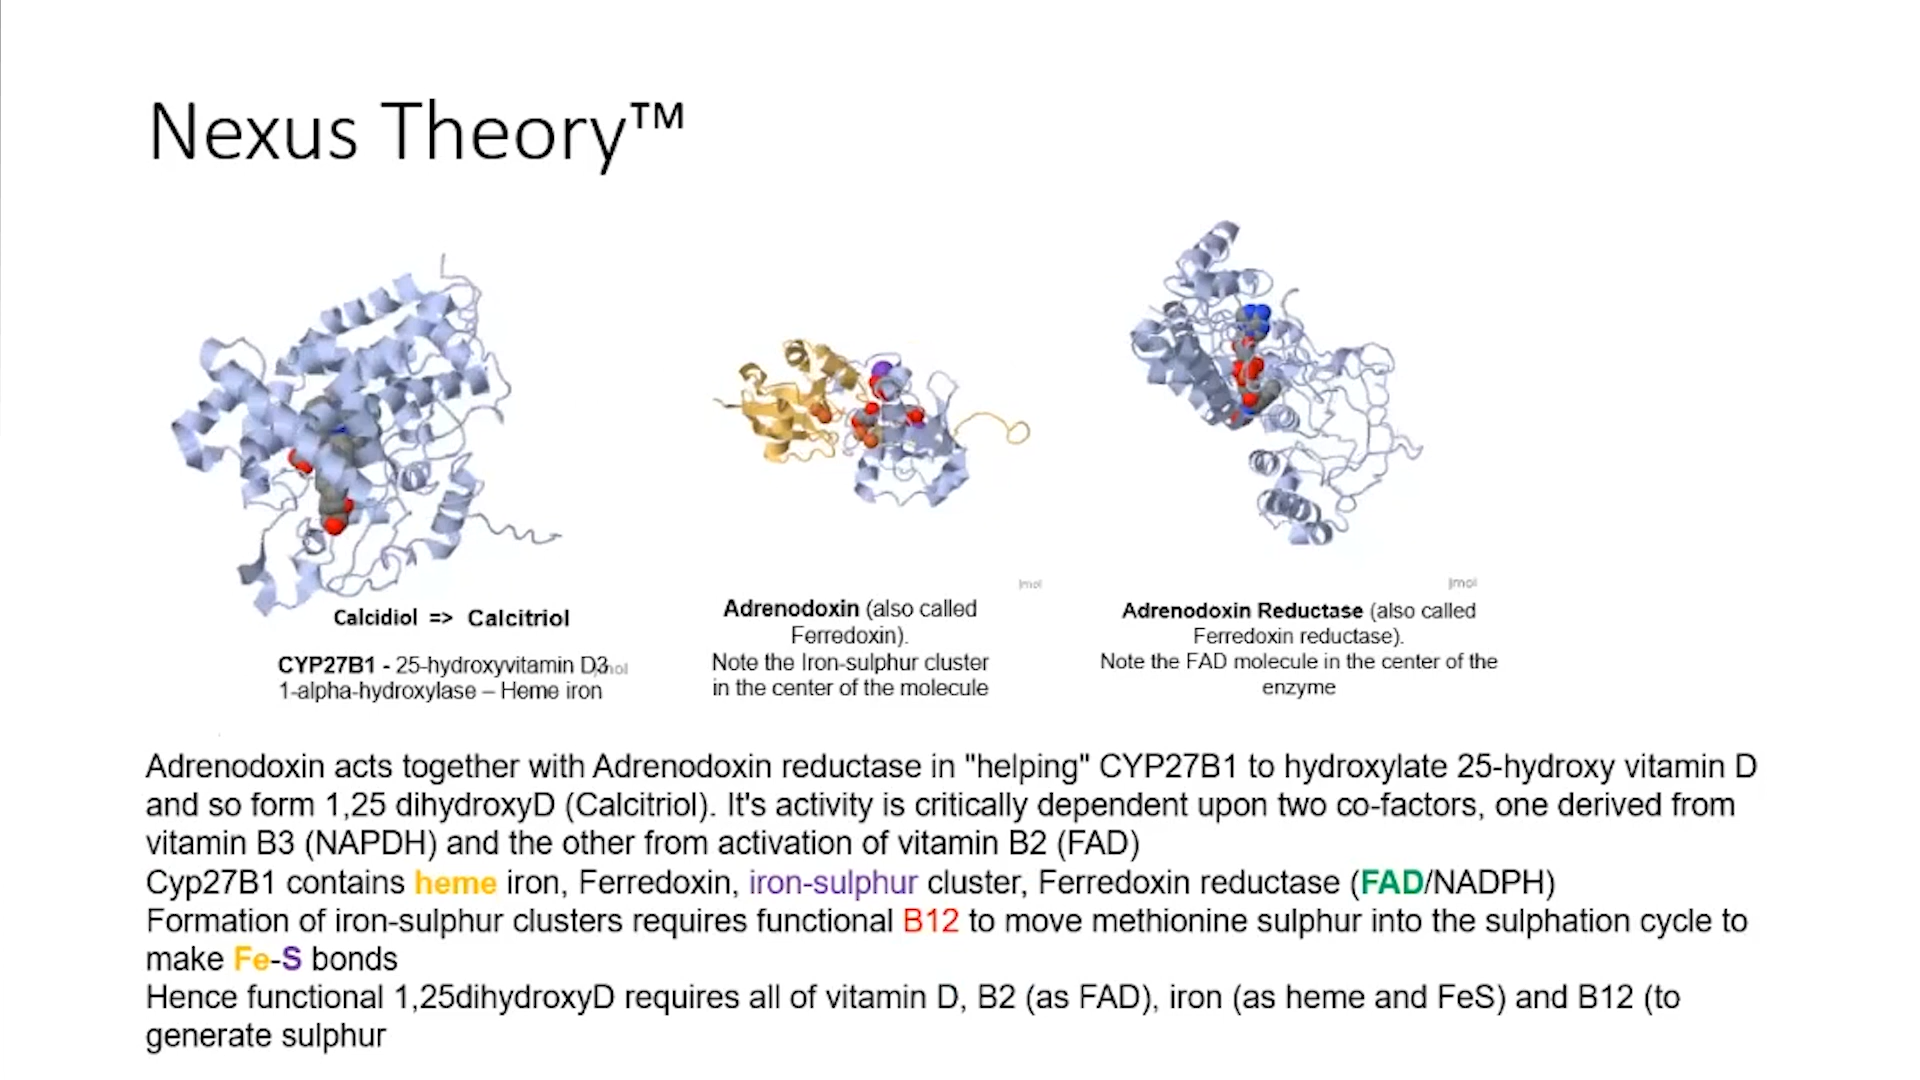 Nexus Theory™
Jmol
Jmol
Calcidiol => Calcitriol
CYP27B1 - 25-hydroxyvitamin D3
1-alpha-hydroxylase – Heme iron
Adrenodoxin (also called
Ferredoxin).
Note the Iron-sulphur cluster
in the center of the molecule
Adrenodoxin Reductase (also called
Ferredoxin reductase).
Note the FAD molecule in the center of the
enzyme
Adrenodoxin acts together with Adrenodoxin reductase in "helping" CYP27B1 to hydroxylate 25-hydroxy vitamin D
and so form 1,25 dihydroxyD (Calcitriol). It's activity is critically dependent upon two co-factors, one derived from
vitamin B3 (NAPDH) and the other from activation of vitamin B2 (FAD)
Cyp27B1 contains heme iron, Ferredoxin, iron-sulphur cluster, Ferredoxin reductase (FAD/NADPH)
Formation of iron-sulphur clusters requires functional B12 to move methionine sulphur into the sulphation cycle to
make Fe-S bonds
Hence functional 1,25dihydroxyD requires all of vitamin D, B2 (as FAD), iron (as heme and FeS) and B12 (to
generate sulphur